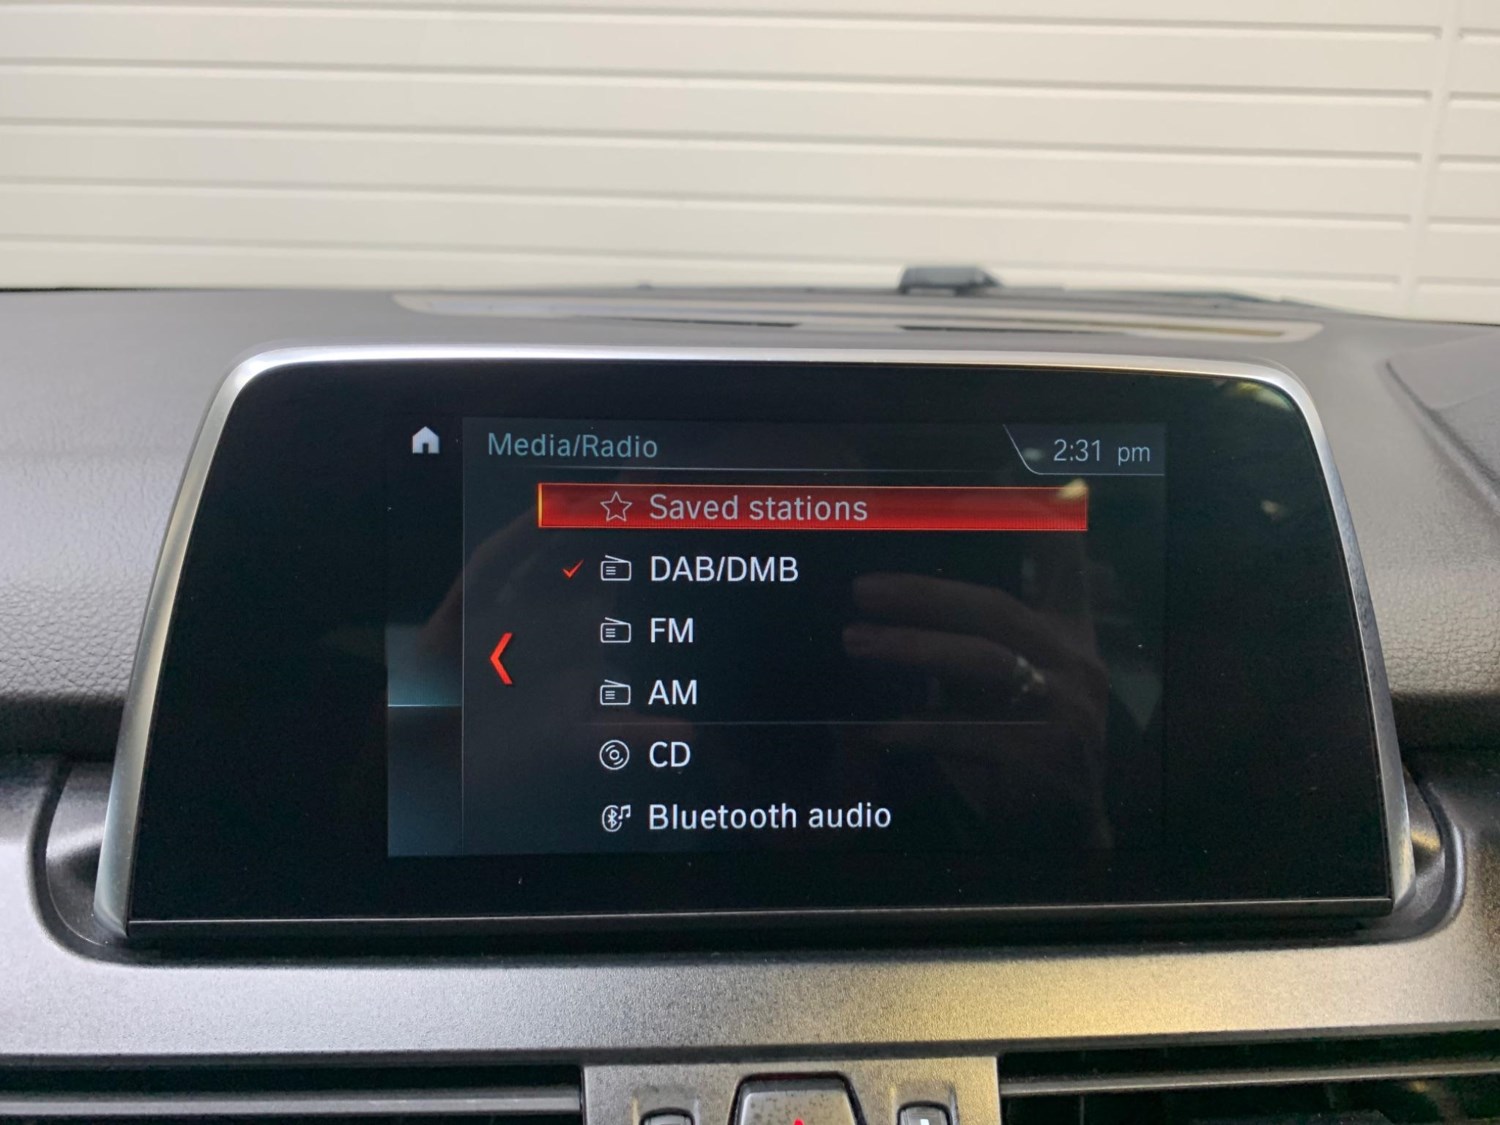 Media/Radio
2:31 pm
Saved stations
DAB/DMB
FM
AM
CD
Bluetooth audio